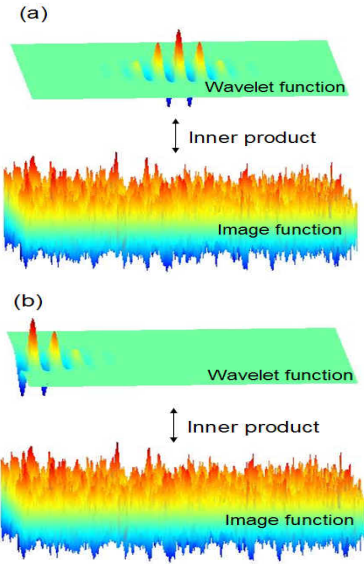 (a)
Wavelet function
Inner product
Image function
(b)
Wavelet function
Inner product
Image function